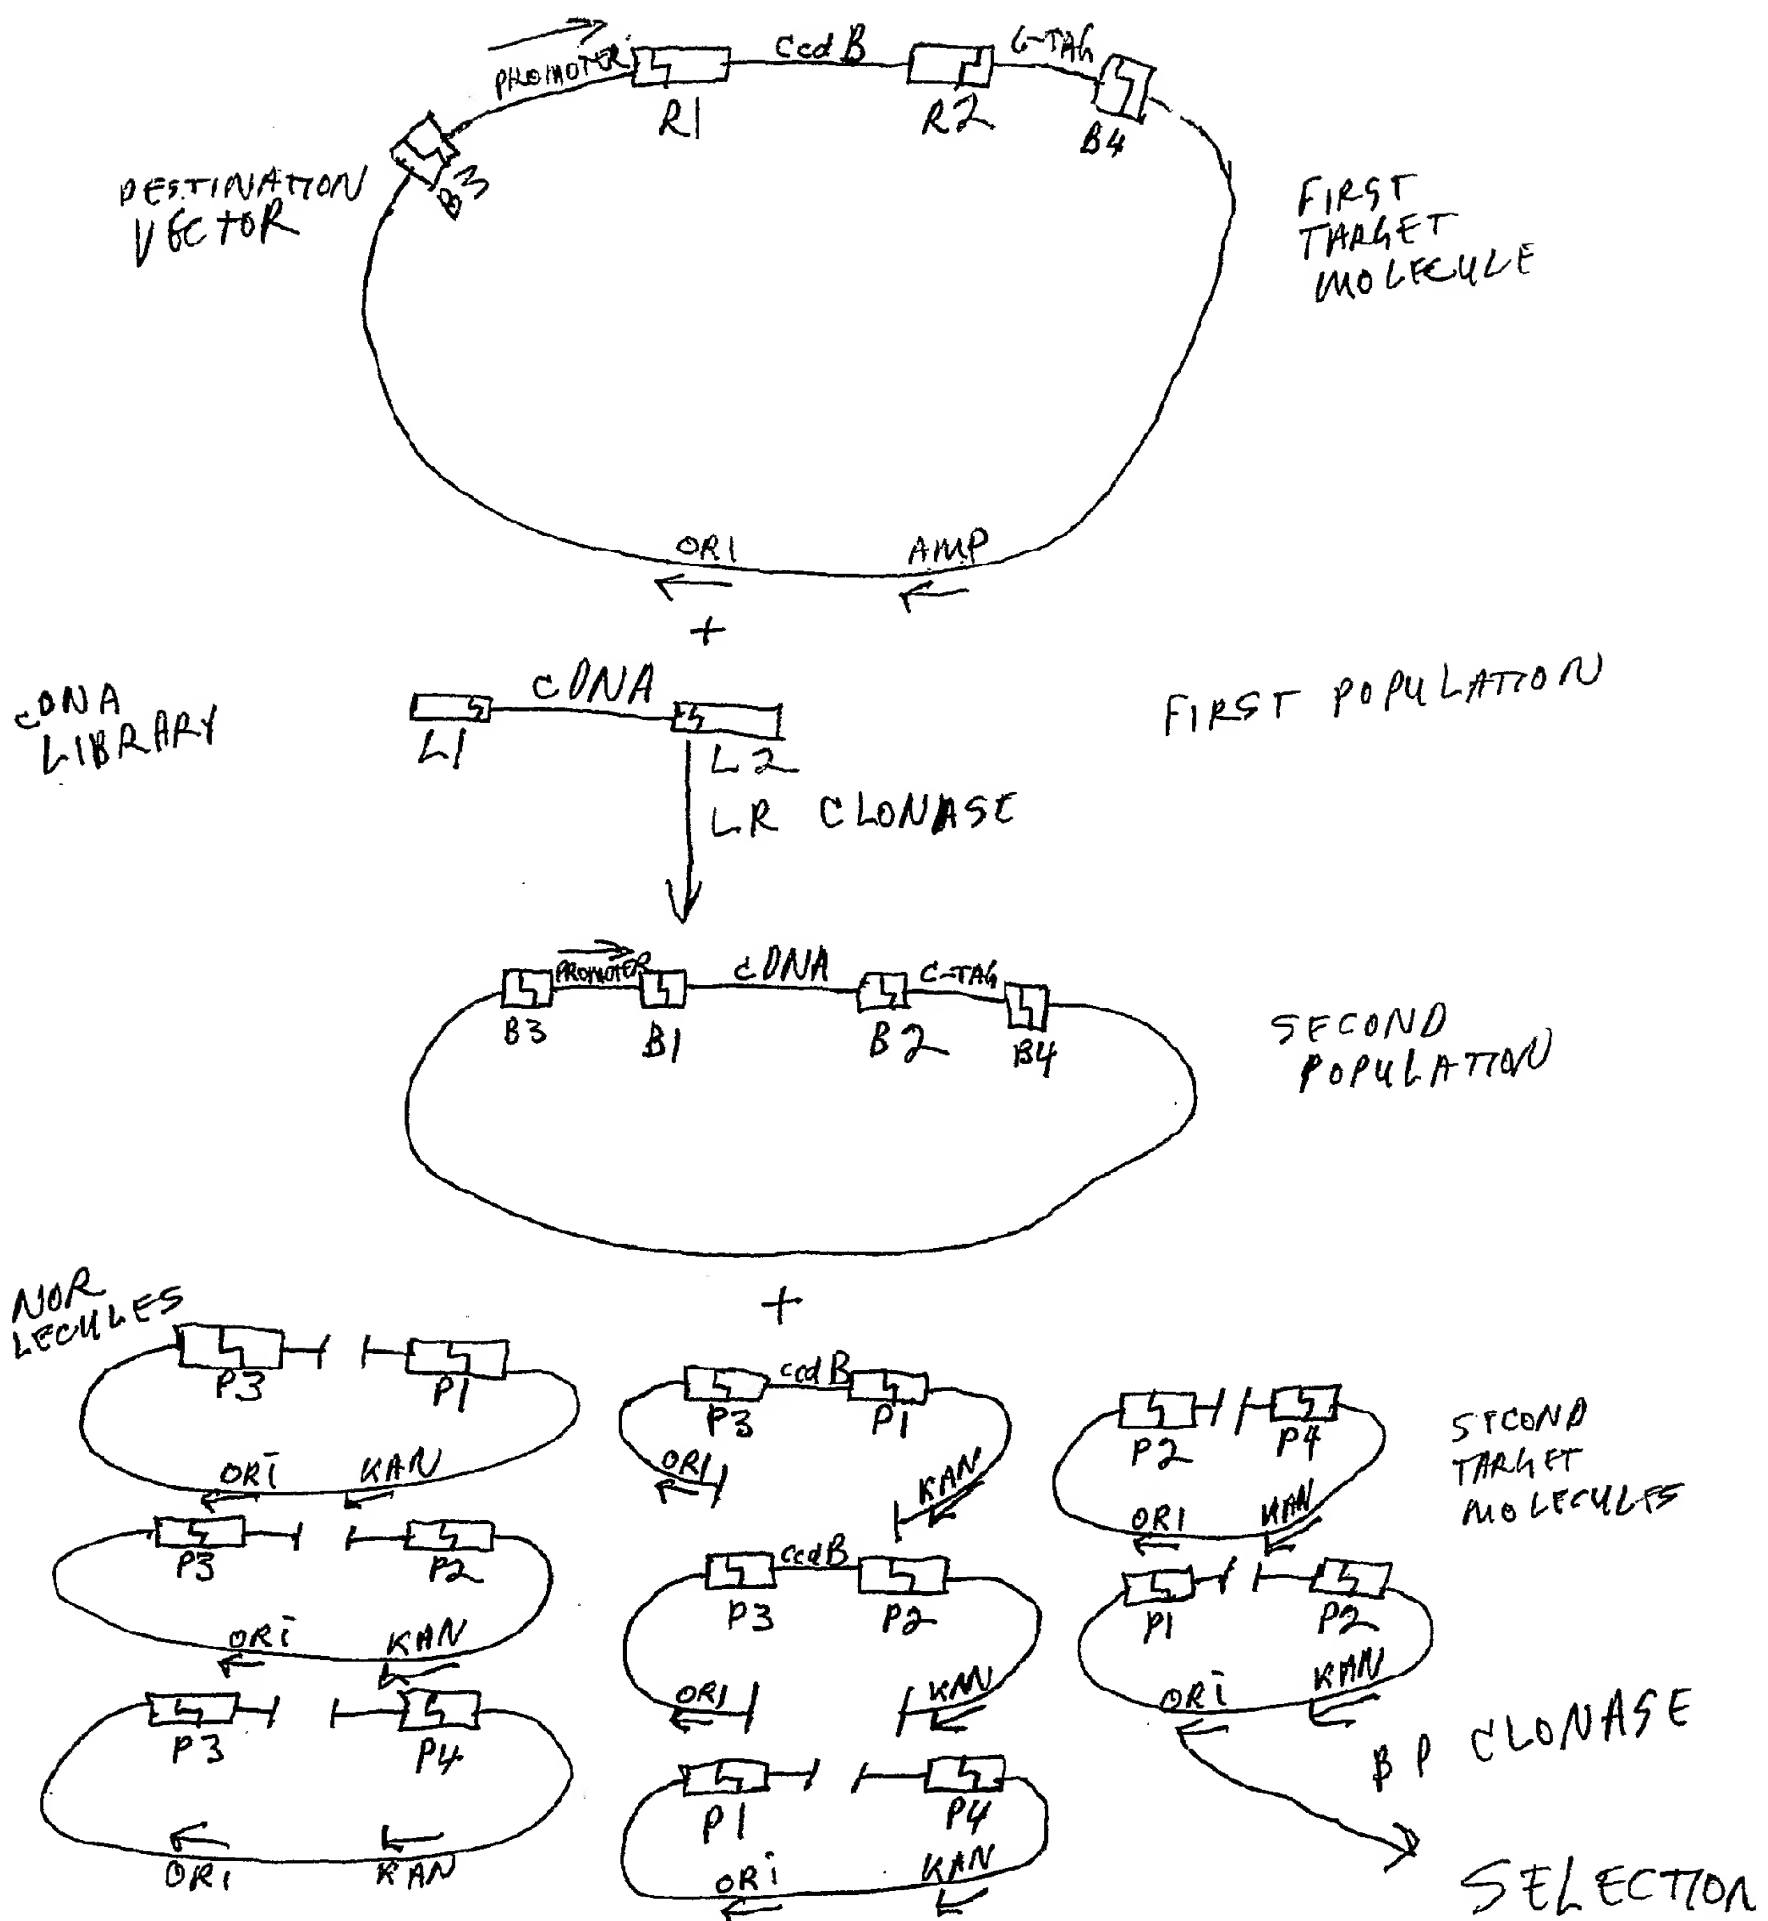 PROMOTER
ccdB
C-TAG
R1
R2
B4
B3
DESTINATION
VECTOR
FIRST
TARGET
MOLECULE
ORI
AMP
+
cDNA
LIBRARY
cDNA
L1
L2
FIRST POPULATION
LR CLONASE
PROMOTER
cDNA
C-TAG
B3
B1
B2
B4
SECOND
POPULATION
+
NOR
LECULES
P3
P1
ORi
KAN
P3
P2
ORi
KAN
P3
P4
ORI
KAN
ccdB
P3
P1
ORI
KAN
ccdB
P3
P2
ORI
KAN
P1
P4
ORi
KAN
P2
P4
ORI
KAN
P1
P2
ORi
KAN
SECOND
TARGET
MOLECULES
BP CLONASE
SELECTION